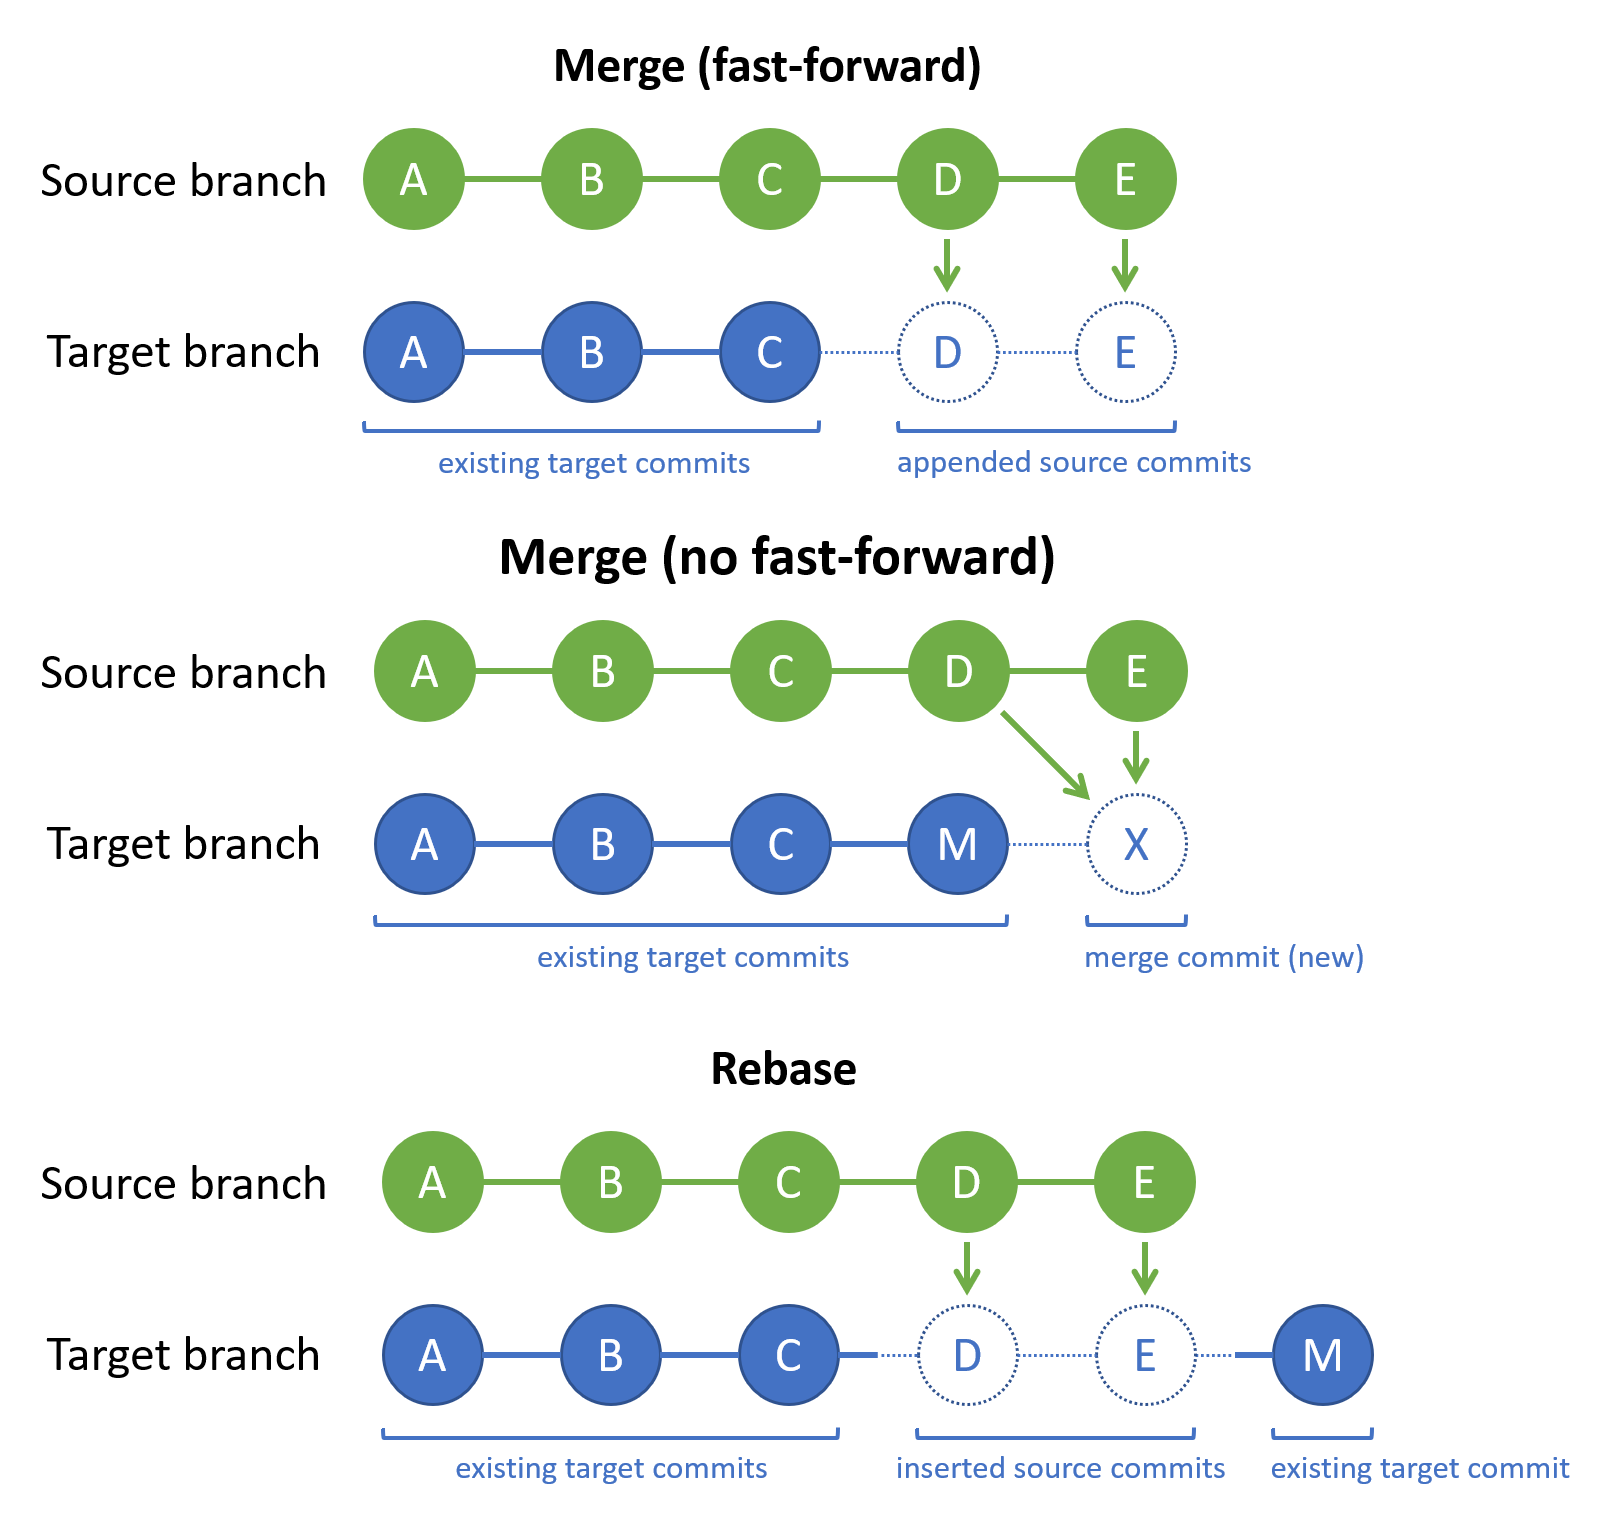 Merge (fast-forward)
Source branch A B C D E
Target branch A B C D E
existing target commits appended source commits
Merge (no fast-forward)
Source branch A B C D E
Target branch A B C M X
existing target commits merge commit (new)
Rebase
Source branch A B C D E
Target branch A B C D E M
existing target commits inserted source commits existing target commit